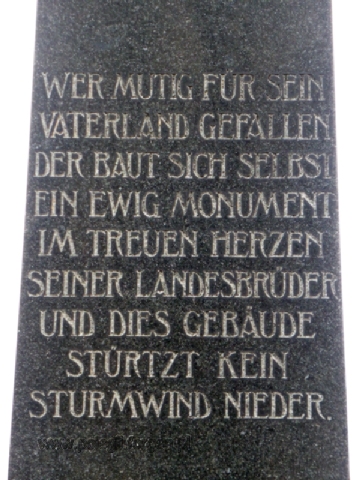 WER MUTIG FÜR SEIN
VATERLAND GEFALLEN
DER BAUT SICH SELBST
EIN EWIG MONUMENT
IM TREUEN HERZEN
SEINER LANDESBRÜDER
UND DIES GEBÄUDE
STÜRTZT KEIN
STURMWIND NIEDER.